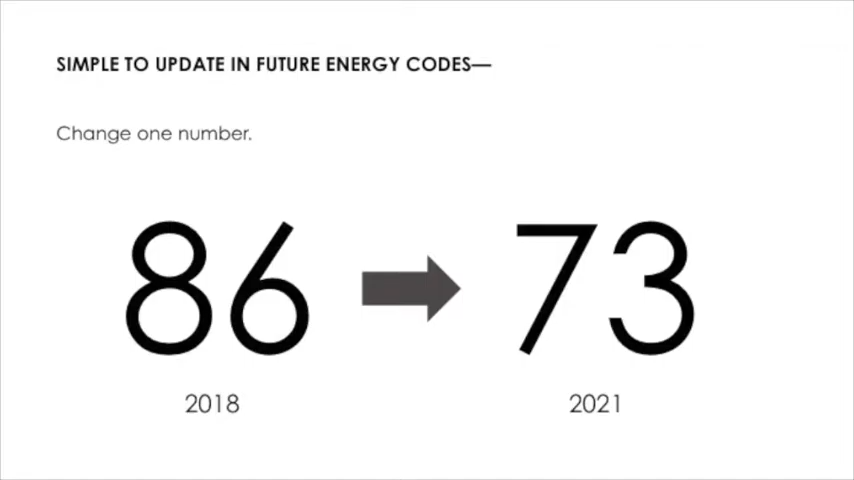 SIMPLE TO UPDATE IN FUTURE ENERGY CODES—
Change one number.
86 73
2018 2021